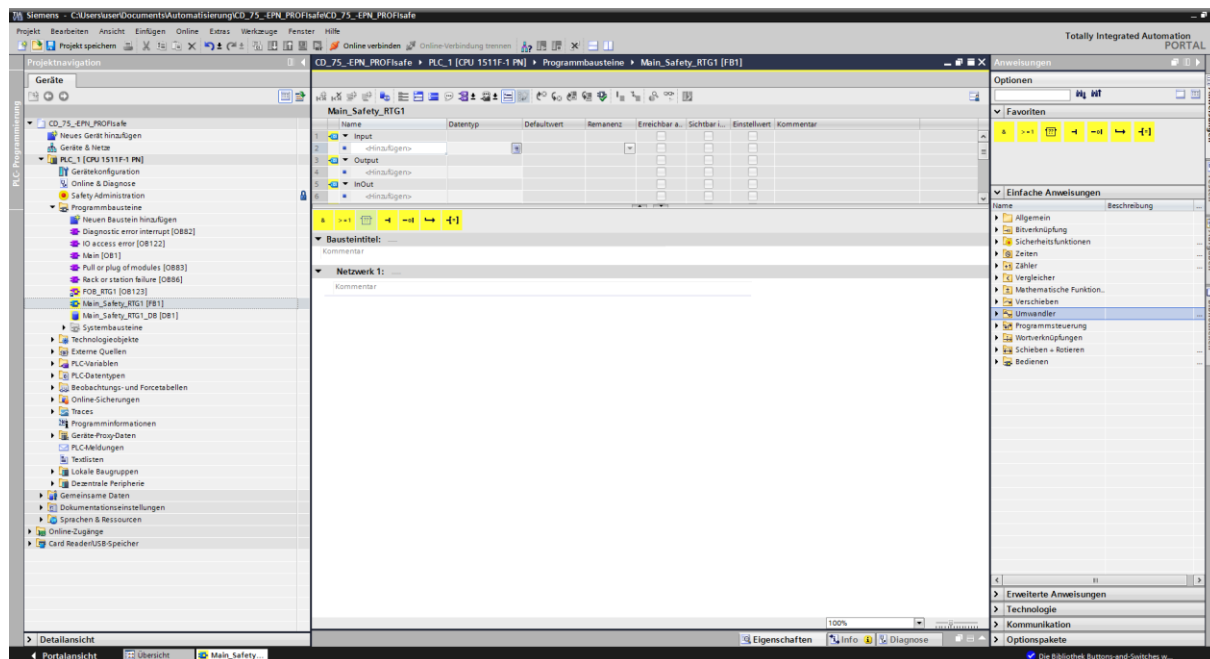 Siemens - C:\Users\user\Documents\Automatisierung\CD_75_-EPN_PROFIsafe\CD_75_-EPN_PROFIsafe
Projekt Bearbeiten Ansicht Einfügen Online Extras Werkzeuge Fenster Hilfe
Projekt speichern Online verbinden Online-Verbindung trennen
Totally Integrated Automation
PORTAL
Projektnavigation
Geräte
CD_75_-EPN_PROFIsafe
Neues Gerät hinzufügen
Geräte & Netze
PLC_1 [CPU 1511F-1 PN]
Gerätekonfiguration
Online & Diagnose
Safety Administration
Programmbausteine
Neuen Baustein hinzufügen
Diagnostic error interrupt [OB82]
IO access error [OB122]
Main [OB1]
Pull or plug of modules [OB83]
Rack or station failure [OB86]
FOB_RTG1 [OB123]
Main_Safety_RTG1 [FB1]
Main_Safety_RTG1_DB [DB1]
Systembausteine
Technologieobjekte
Externe Quellen
PLC-Variablen
PLC-Datentypen
Beobachtungs- und Forcetabellen
Online-Sicherungen
Traces
Programminformationen
Geräte-Proxy-Daten
PLC-Meldungen
Textlisten
Lokale Baugruppen
Dezentrale Peripherie
Gemeinsame Daten
Dokumentationseinstellungen
Sprachen & Ressourcen
Online-Zugänge
Card Reader/USB-Speicher
Detailansicht
PLC-Programmierung
CD_75_-EPN_PROFIsafe PLC_1 [CPU 1511F-1 PN] Programmbausteine Main_Safety_RTG1 [FB1]
Main_Safety_RTG1
Name Datentyp Defaultwert Remanenz Erreichbar a... Sichtbar i... Einstellwert Kommentar
1 Input
2 <Hinzufügen>
3 Output
4 <Hinzufügen>
5 InOut
6 <Hinzufügen>
& >=1 ??
Bausteintitel: ....
Kommentar
Netzwerk 1: ....
Kommentar
100%
Eigenschaften Info Diagnose
Anweisungen
Optionen
Favoriten
& >=1 ??
Einfache Anweisungen
Name Beschreibung
Allgemein
Bitverknüpfung
Sicherheitsfunktionen
Zeiten
Zähler
Vergleicher
Mathematische Funktion..
Verschieben
Umwandler
Programmsteuerung
Wortverknüpfungen
Schieben + Rotieren
Bedienen
Erweiterte Anweisungen
Technologie
Kommunikation
Optionspakete
Portalansicht Übersicht Main_Safety...
Die Bibliothek Buttons-and-Switches w...